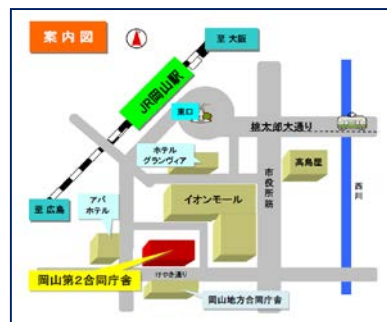 案内図
至 大阪
JR岡山駅
東口
桃太郎大通り
ホテル
グランヴィア
高島屋
市役所筋
西川
至 広島
アパ
ホテル
イオンモール
岡山第2合同庁舎
けやき通り
岡山地方合同庁舎